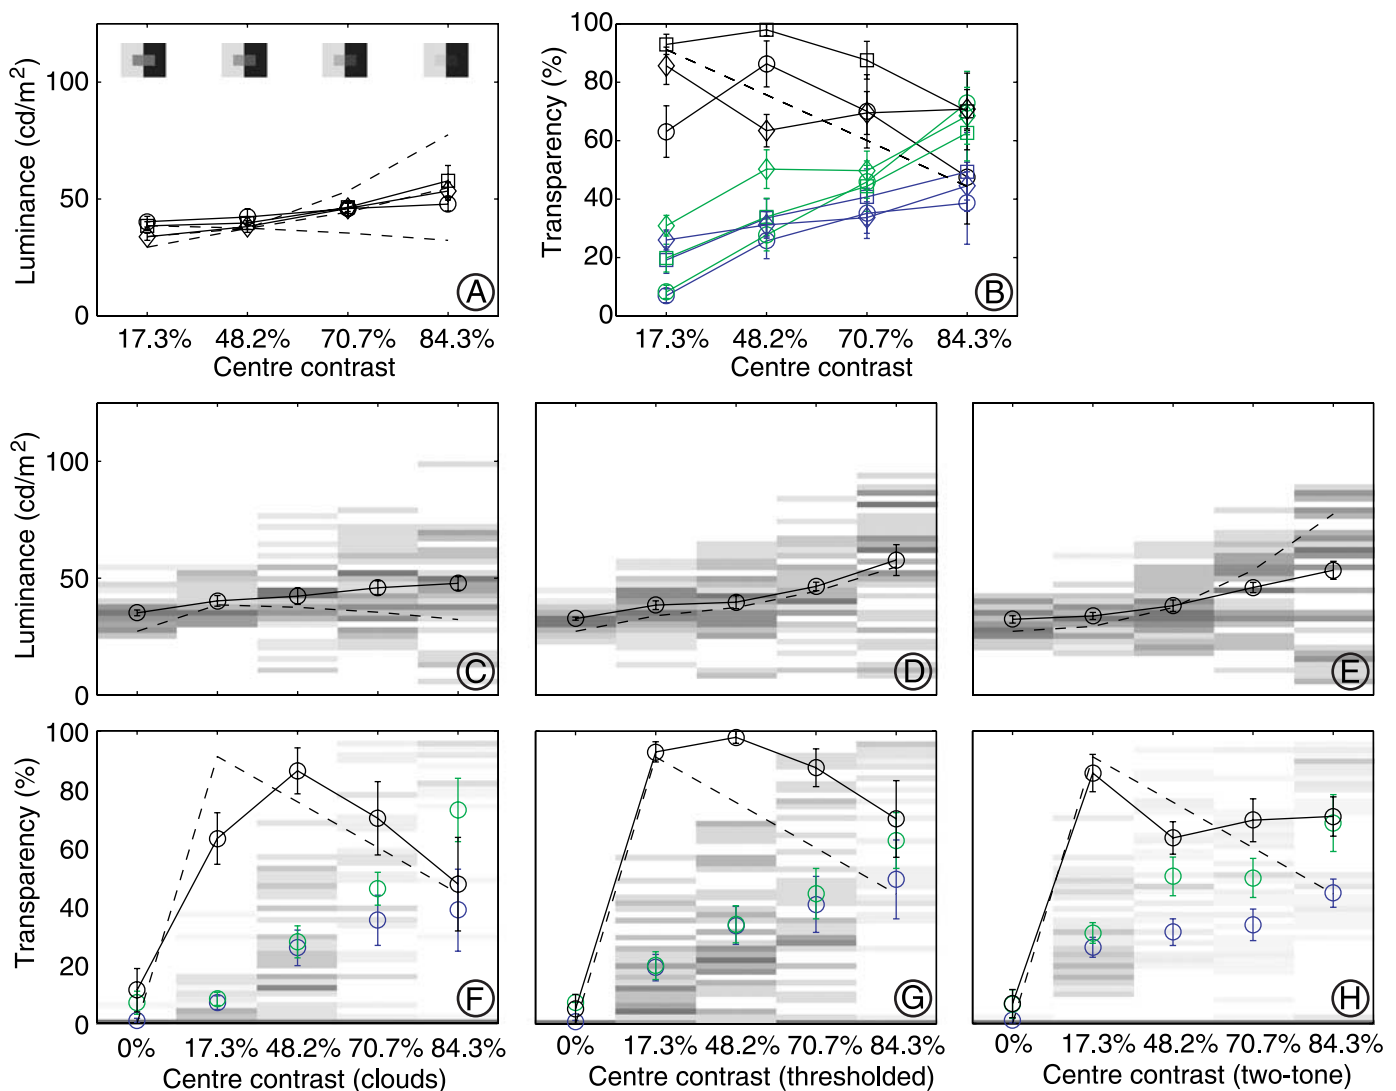 100
50
0
Luminance (cd/m²)
17.3% 48.2% 70.7% 84.3%
Centre contrast
A
100
80
60
40
20
0
Transparency (%)
17.3% 48.2% 70.7% 84.3%
Centre contrast
B
100
50
0
Luminance (cd/m²)
C
D
E
100
80
60
40
20
0
Transparency (%)
F
G
H
0% 17.3% 48.2% 70.7% 84.3%
Centre contrast (clouds)
0% 17.3% 48.2% 70.7% 84.3%
Centre contrast (thresholded)
0% 17.3% 48.2% 70.7% 84.3%
Centre contrast (two-tone)